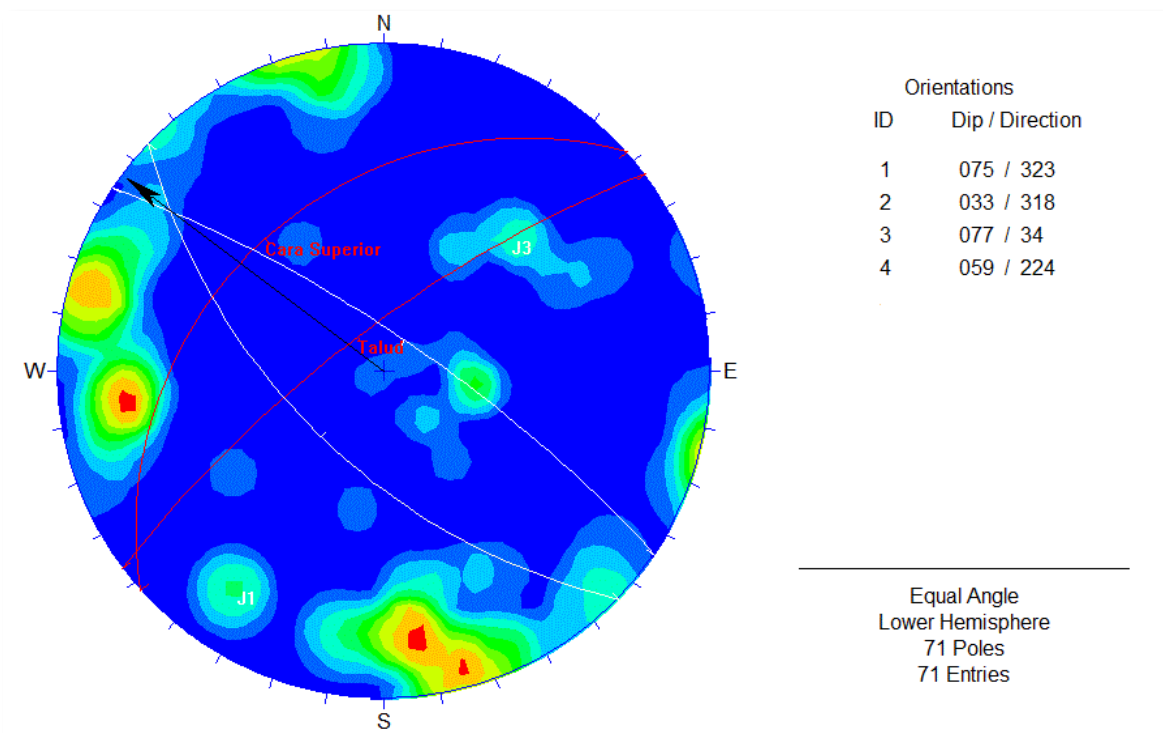 N
W
E
S
Cara Superior
Talud
J3
J1
Orientations
ID Dip / Direction
1 075 / 323
2 033 / 318
3 077 / 34
4 059 / 224
Equal Angle
Lower Hemisphere
71 Poles
71 Entries